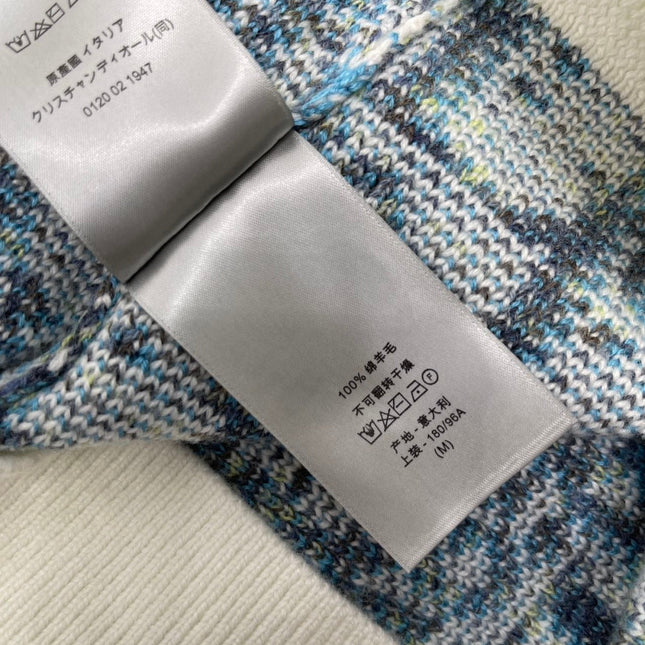 原産国 イタリア
クリスチャンディオール(同)
0120 02 1947
100% 绵羊毛
不可翻转干燥
F
产地 - 意大利
上装 - 180/96A
(M)